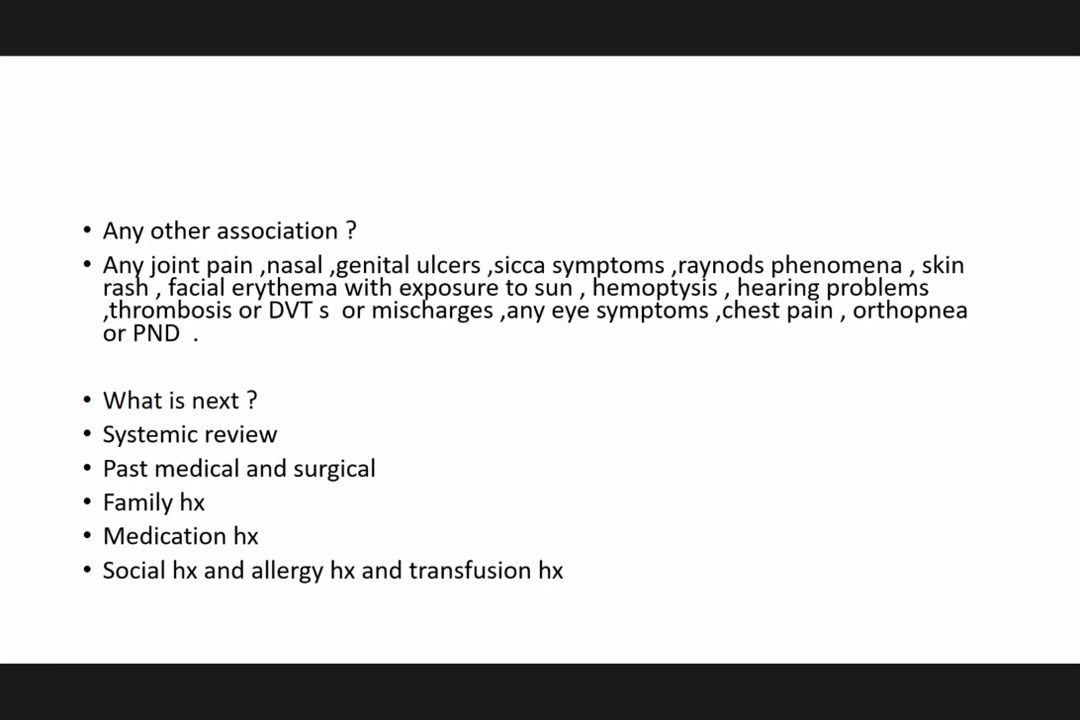 • Any other association ?
• Any joint pain ,nasal ,genital ulcers ,sicca symptoms ,raynods phenomena , skin
rash , facial erythema with exposure to sun , hemoptysis , hearing problems
,thrombosis or DVT s  or mischarges ,any eye symptoms ,chest pain , orthopnea
or PND  .
• What is next ?
• Systemic review
• Past medical and surgical
• Family hx
• Medication hx
• Social hx and allergy hx and transfusion hx